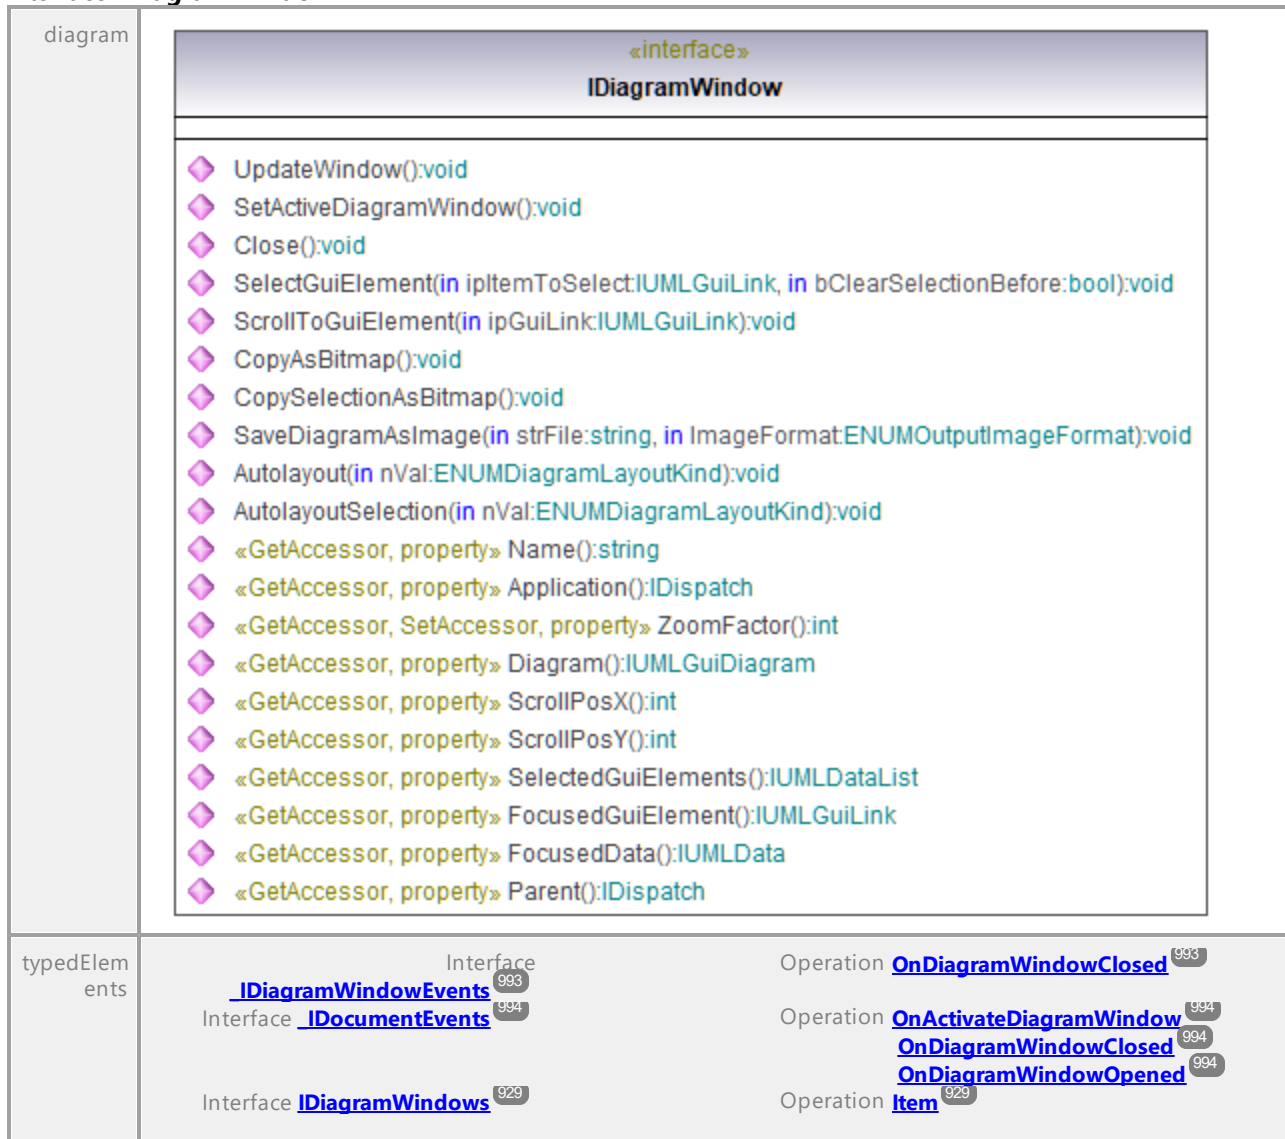 diagram
«interface»
IDiagramWindow
UpdateWindow():void
SetActiveDiagramWindow():void
Close():void
SelectGuiElement(in ipItemToSelect:IUMLGuiLink, in bClearSelectionBefore:bool):void
ScrollToGuiElement(in ipGuiLink:IUMLGuiLink):void
CopyAsBitmap():void
CopySelectionAsBitmap():void
SaveDiagramAsImage(in strFile:string, in ImageFormat:ENUMOutputImageFormat):void
Autolayout(in nVal:ENUMDiagramLayoutKind):void
AutolayoutSelection(in nVal:ENUMDiagramLayoutKind):void
«GetAccessor, property» Name():string
«GetAccessor, property» Application():IDispatch
«GetAccessor, SetAccessor, property» ZoomFactor():int
«GetAccessor, property» Diagram():IUMLGuiDiagram
«GetAccessor, property» ScrollPosX():int
«GetAccessor, property» ScrollPosY():int
«GetAccessor, property» SelectedGuiElements():IUMLDataList
«GetAccessor, property» FocusedGuiElement():IUMLGuiLink
«GetAccessor, property» FocusedData():IUMLData
«GetAccessor, property» Parent():IDispatch
typedElem
ents
Interface
_IDiagramWindowEvents 993
Operation OnDiagramWindowClosed 993
Interface _IDocumentEvents 994
Operation OnActivateDiagramWindow 994
OnDiagramWindowClosed 994
OnDiagramWindowOpened 994
Interface IDiagramWindows 929
Operation Item 929